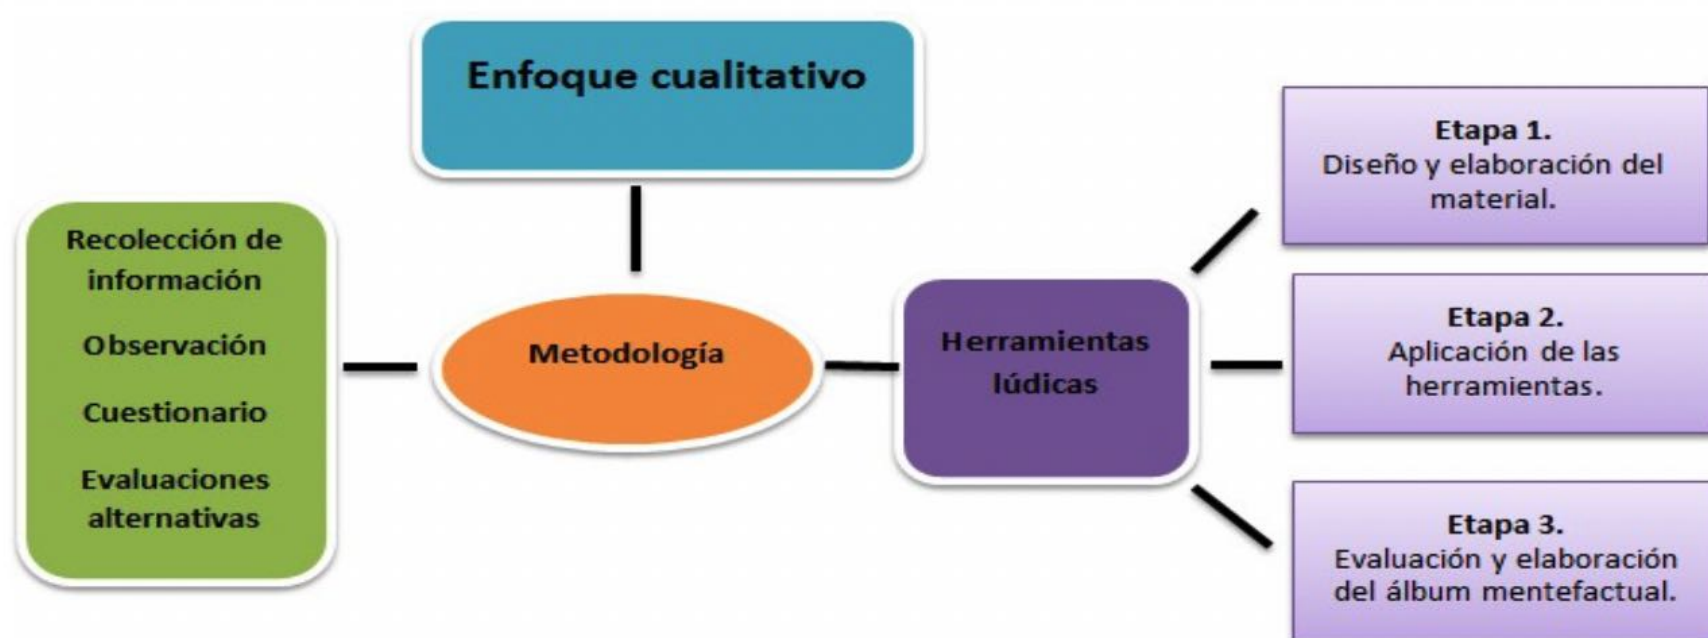 Enfoque cualitativo
Recolección de
información
Observación
Cuestionario
Evaluaciones
alternativas
Metodología
Herramientas
lúdicas
Etapa 1.
Diseño y elaboración del
material.
Etapa 2.
Aplicación de las
herramientas.
Etapa 3.
Evaluación y elaboración
del álbum mentefactual.